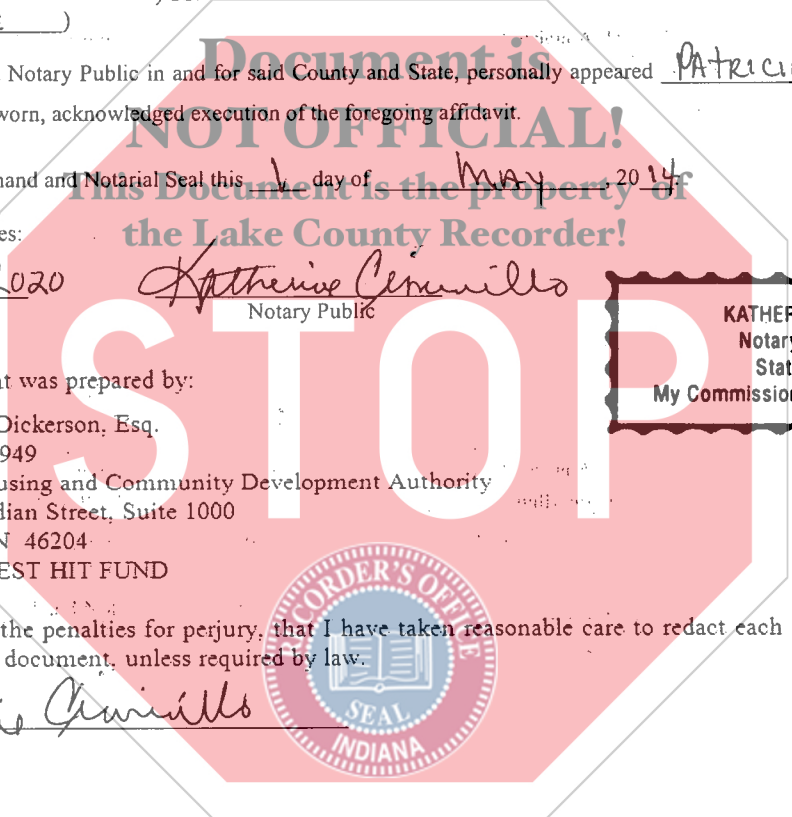 )
Notary Public in and for said County and State, personally appeared PATRICI
worn, acknowledged execution of the foregoing affidavit.
hand and Notarial Seal this day of MAY, 2014.
es:
2020 Katherine
Notary Public
KATHER
Notary
Stat
My Commission
t was prepared by:
Dickerson, Esq.
949
using and Community Development Authority
dian Street, Suite 1000
N 46204
EST HIT FUND
the penalties for perjury, that I have taken reasonable care to redact each
document, unless required by law.
Document is
NOT OFFICIAL!
This Document is the property of
the Lake County Recorder!
STOP
RECORDER'S OFFICE
SEAL
INDIANA